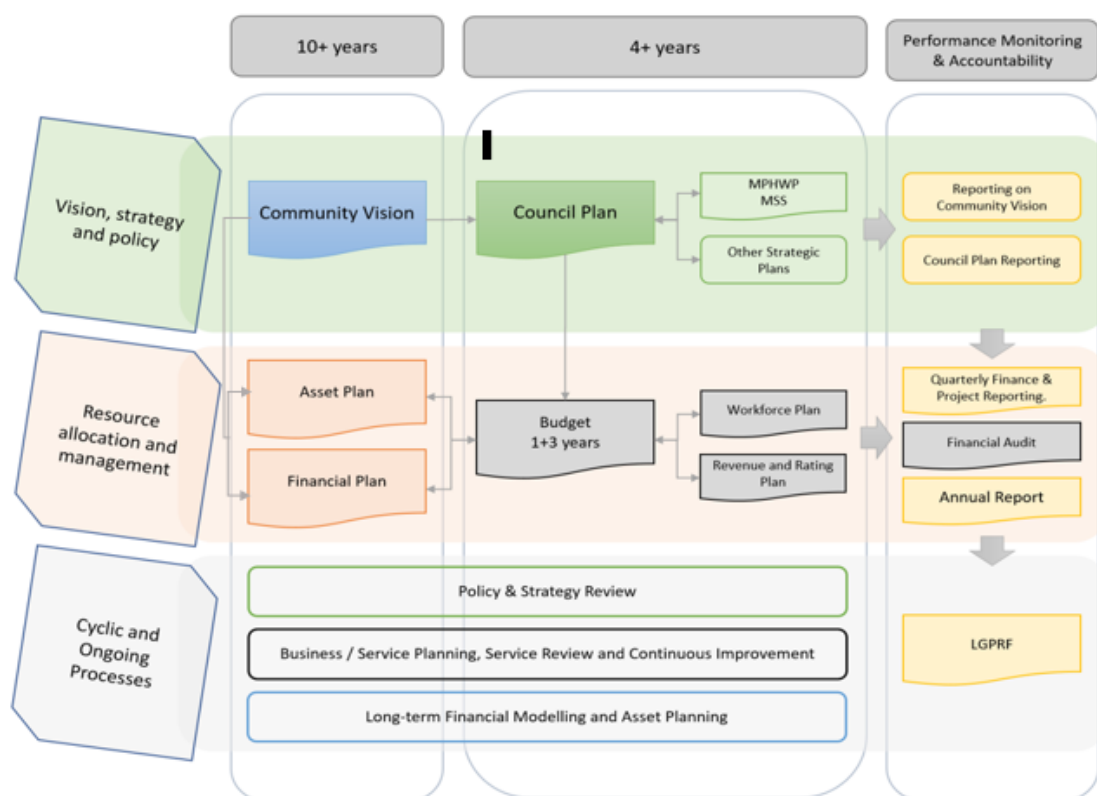 10+ years
4+ years
Performance Monitoring
& Accountability
Vision, strategy
and policy
Community Vision
Council Plan
MPHWP
MSS
Other Strategic
Plans
Reporting on
Community Vision
Council Plan Reporting
Resource
allocation and
management
Asset Plan
Financial Plan
Budget
1+3 years
Workforce Plan
Revenue and Rating
Plan
Quarterly Finance &
Project Reporting.
Financial Audit
Annual Report
Cyclic and
Ongoing
Processes
Policy & Strategy Review
Business / Service Planning, Service Review and Continuous Improvement
Long-term Financial Modelling and Asset Planning
LGPRF